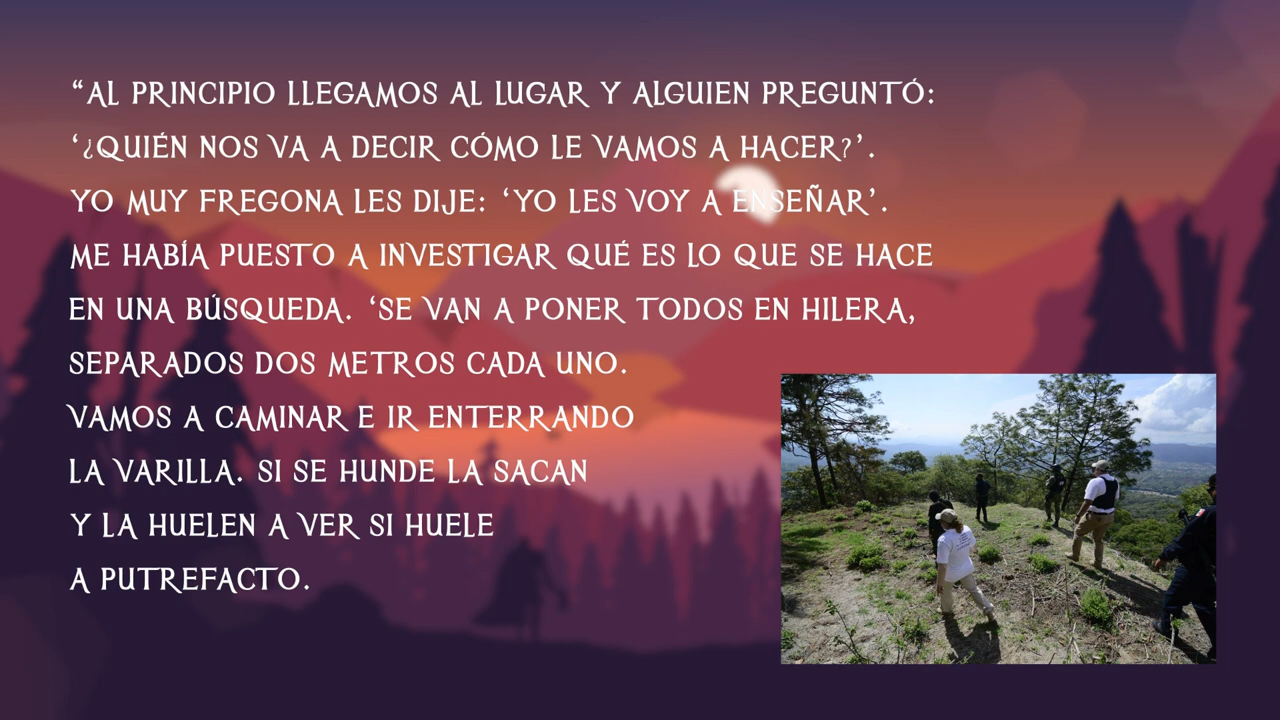 “AL PRINCIPIO LLEGAMOS AL LUGAR Y ALGUIEN PREGUNTÓ:
‘¿QUIÉN NOS VA A DECIR CÓMO LE VAMOS A HACER?’.
YO MUY FREGONA LES DIJE: ‘YO LES VOY A ENSEÑAR’.
ME HABÍA PUESTO A INVESTIGAR QUÉ ES LO QUE SE HACE
EN UNA BÚSQUEDA. ‘SE VAN A PONER TODOS EN HILERA,
SEPARADOS DOS METROS CADA UNO.
VAMOS A CAMINAR E IR ENTERRANDO
LA VARILLA. SI SE HUNDE LA SACAN
Y LA HUELEN A VER SI HUELE
A PUTREFACTO.